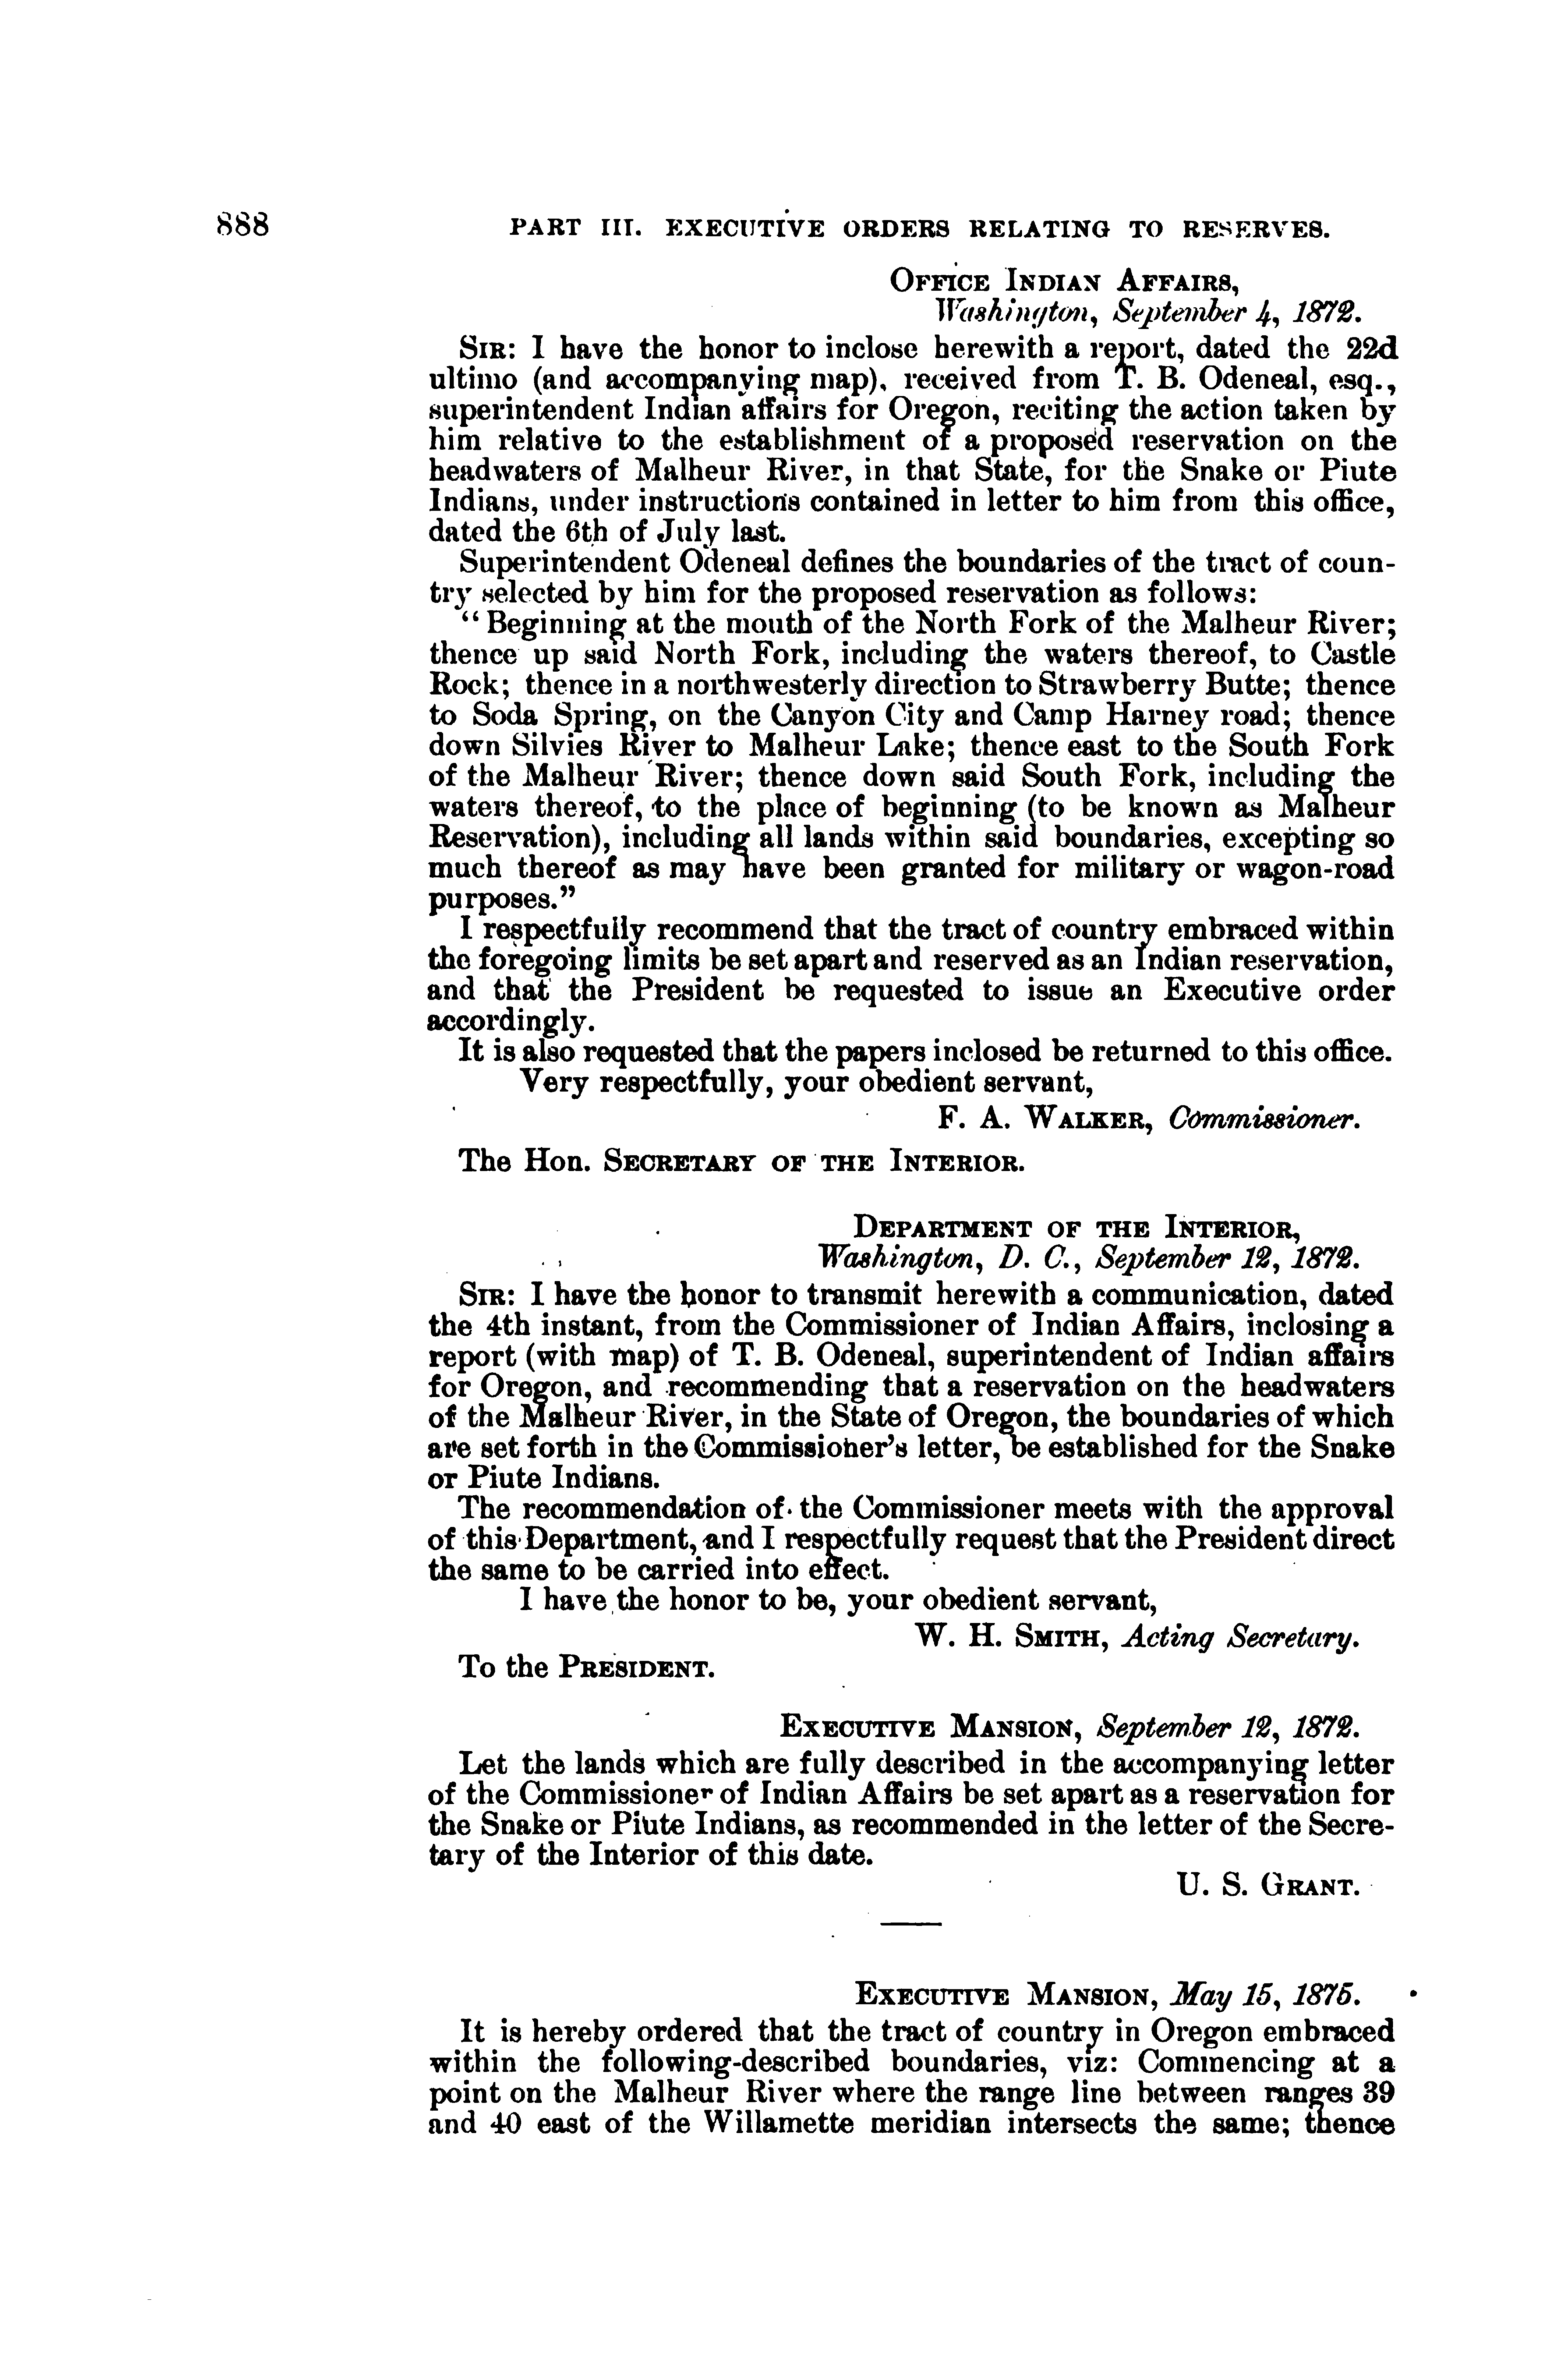 888 PART III. EXECUTIVE ORDERS RELATING TO RESERVES.
OFFICE INDIAN AFFAIRS,
Washington, September 4, 1872.
SIR: I have the honor to inclose herewith a report, dated the 22d
ultimo (and accompanying map), received from T. B. Odeneal, esq.,
superintendent Indian affairs for Oregon, reciting the action taken by
him relative to the establishment of a proposed reservation on the
headwaters of Malheur River, in that State, for the Snake or Piute
Indians, under instructions contained in letter to him from this office,
dated the 6th of July last.
Superintendent Odeneal defines the boundaries of the tract of coun-
try selected by him for the proposed reservation as follows:
"Beginning at the mouth of the North Fork of the Malheur River;
thence up said North Fork, including the waters thereof, to Castle
Rock; thence in a northwesterly direction to Strawberry Butte; thence
to Soda Spring, on the Canyon City and Camp Harney road; thence
down Silvies River to Malheur Lake; thence east to the South Fork
of the Malheur River; thence down said South Fork, including the
waters thereof, to the place of beginning (to be known as Malheur
Reservation), including all lands within said boundaries, excepting so
much thereof as may have been granted for military or wagon-road
purposes."
I respectfully recommend that the tract of country embraced within
the foregoing limits be set apart and reserved as an Indian reservation,
and that the President be requested to issue an Executive order
accordingly.
It is also requested that the papers inclosed be returned to this office.
Very respectfully, your obedient servant,
F. A. WALKER, Commissioner.
The Hon. SECRETARY OF THE INTERIOR.
DEPARTMENT OF THE INTERIOR,
Washington, D. C., September 12, 1872.
SIR: I have the honor to transmit herewith a communication, dated
the 4th instant, from the Commissioner of Indian Affairs, inclosing a
report (with map) of T. B. Odeneal, superintendent of Indian affairs
for Oregon, and recommending that a reservation on the headwaters
of the Malheur River, in the State of Oregon, the boundaries of which
are set forth in the Commissioner's letter, be established for the Snake
or Piute Indians.
The recommendation of the Commissioner meets with the approval
of this Department, and I respectfully request that the President direct
the same to be carried into effect.
I have the honor to be, your obedient servant,
W. H. SMITH, Acting Secretary.
To the PRESIDENT.
EXECUTIVE MANSION, September 12, 1872.
Let the lands which are fully described in the accompanying letter
of the Commissioner of Indian Affairs be set apart as a reservation for
the Snake or Piute Indians, as recommended in the letter of the Secre-
tary of the Interior of this date.
U. S. GRANT.
EXECUTIVE MANSION, May 15, 1875.
It is hereby ordered that the tract of country in Oregon embraced
within the following-described boundaries, viz: Commencing at a
point on the Malheur River where the range line between ranges 39
and 40 east of the Willamette meridian intersects the same; thence